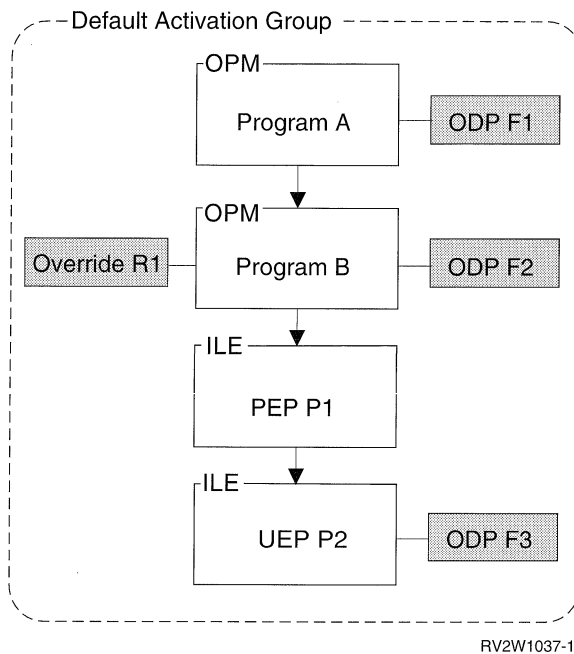 Default Activation Group
OPM
Program A
ODP F1
OPM
Override R1
Program B
ODP F2
ILE
PEP P1
ILE
UEP P2
ODP F3
RV2W1037-1